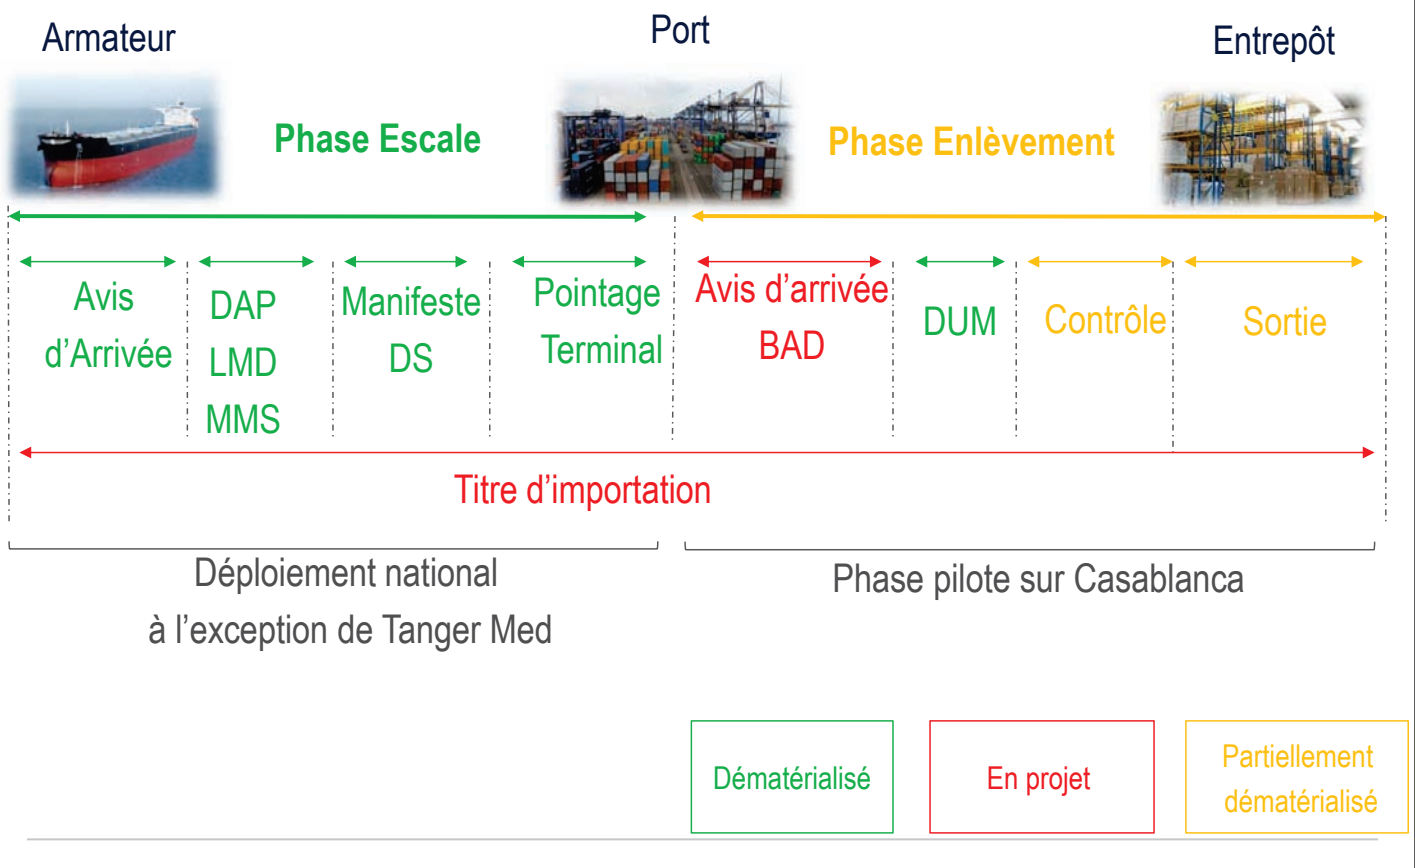 Armateur
Port
Entrepôt
Phase Escale
Phase Enlèvement
Avis
d’Arrivée
DAP
LMD
MMS
Manifeste
DS
Pointage
Terminal
Avis d’arrivée
BAD
DUM
Contrôle
Sortie
Titre d’importation
Déploiement national
à l’exception de Tanger Med
Phase pilote sur Casablanca
Dématérialisé
En projet
Partiellement
dématérialisé